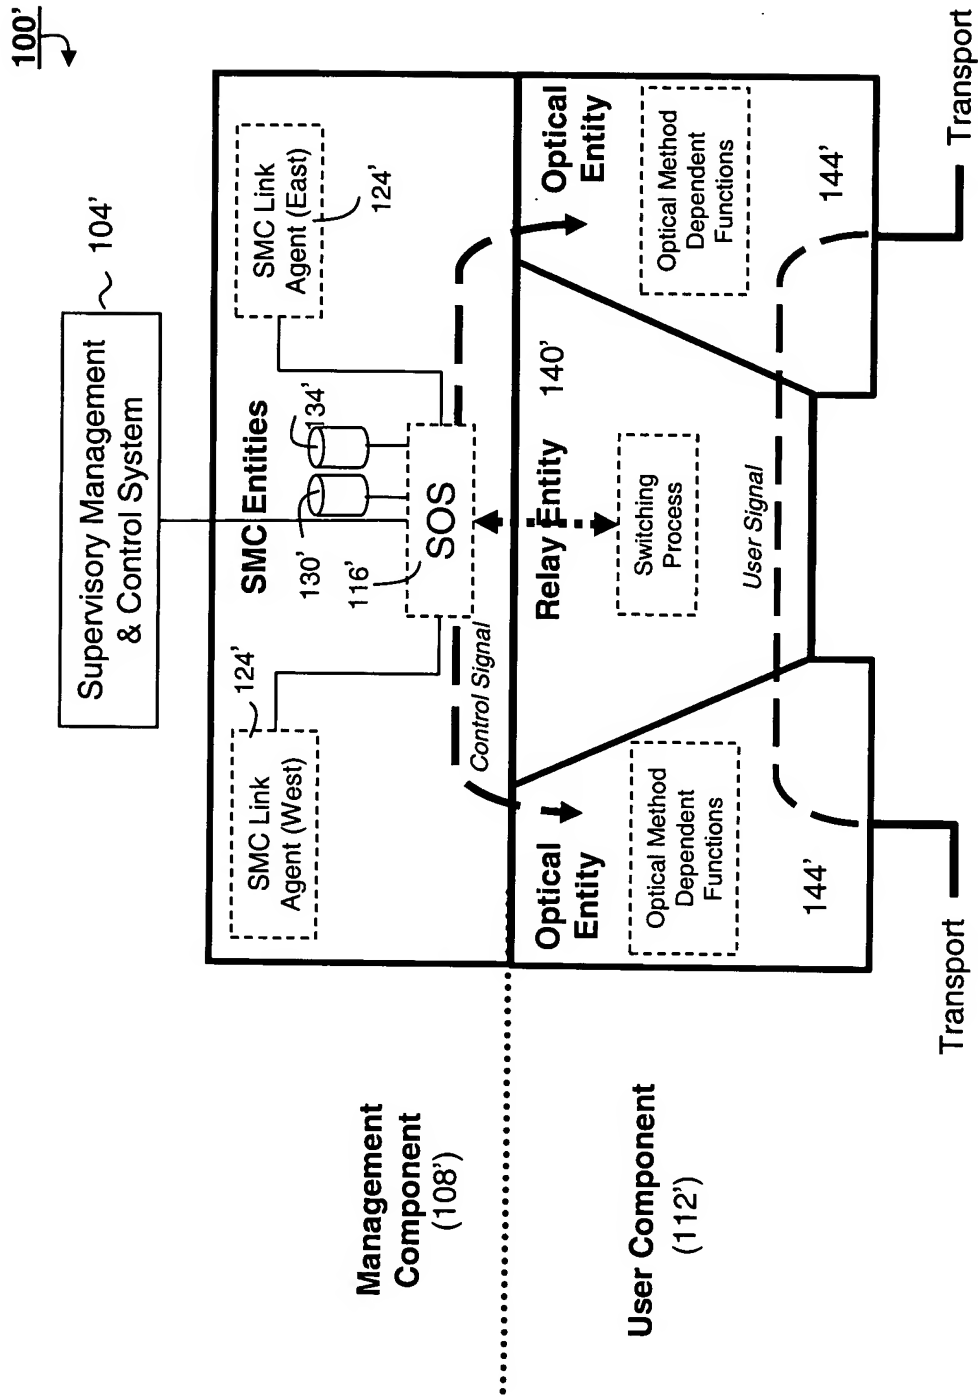 100'
Supervisory Management
& Control System
104'
SMC Link
Agent (West)
124'
SMC Entities
130'
134'
116'
SOS
SMC Link
Agent (East)
124'
Control Signal
Management
Component
(108')
User Component
(112')
Optical
Entity
Optical Method
Dependent
Functions
144'
Relay Entity
140'
Switching
Process
User Signal
Optical
Entity
Optical Method
Dependent
Functions
144'
Transport
Transport